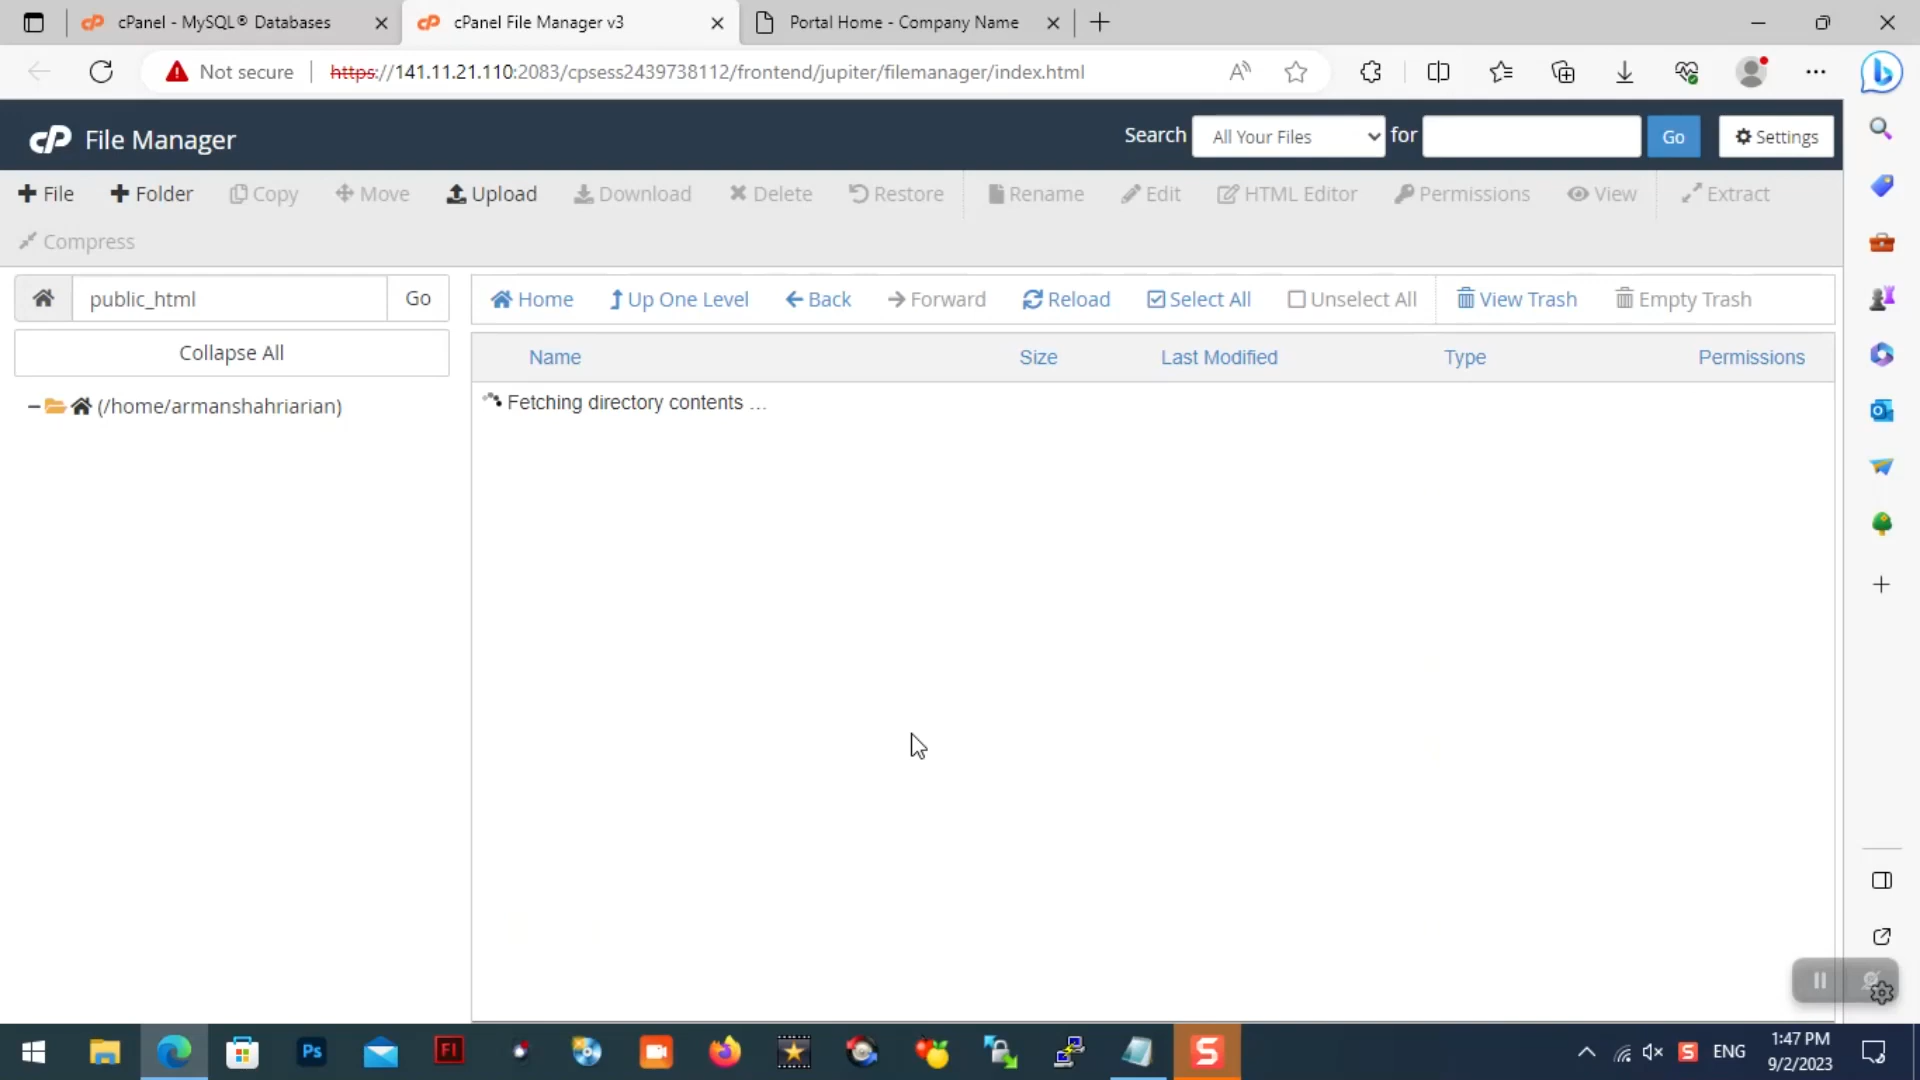 cPanel - MySQL® Databases
cPanel File Manager v3
Portal Home - Company Name
Not secure
https://141.11.21.110:2083/cpsess2439738112/frontend/jupiter/filemanager/index.html
cP File Manager
Search All Your Files for Go Settings
File Folder Copy Move Upload Download Delete Restore Rename Edit HTML Editor Permissions View Extract
Compress
public_html Go
Home Up One Level Back Forward Reload Select All Unselect All View Trash Empty Trash
Collapse All
Name Size Last Modified Type Permissions
(/home/armanshahriarian)
Fetching directory contents ...
ENG
1:47 PM
9/2/2023